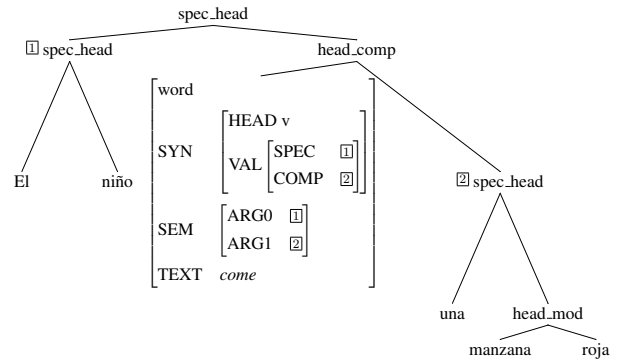 spec_head
1 spec_head
head_comp
word
SYN
HEAD v
VAL
SPEC 1
COMP 2
SEM
ARG0 1
ARG1 2
TEXT come
El
niño
2 spec_head
una
head_mod
manzana
roja